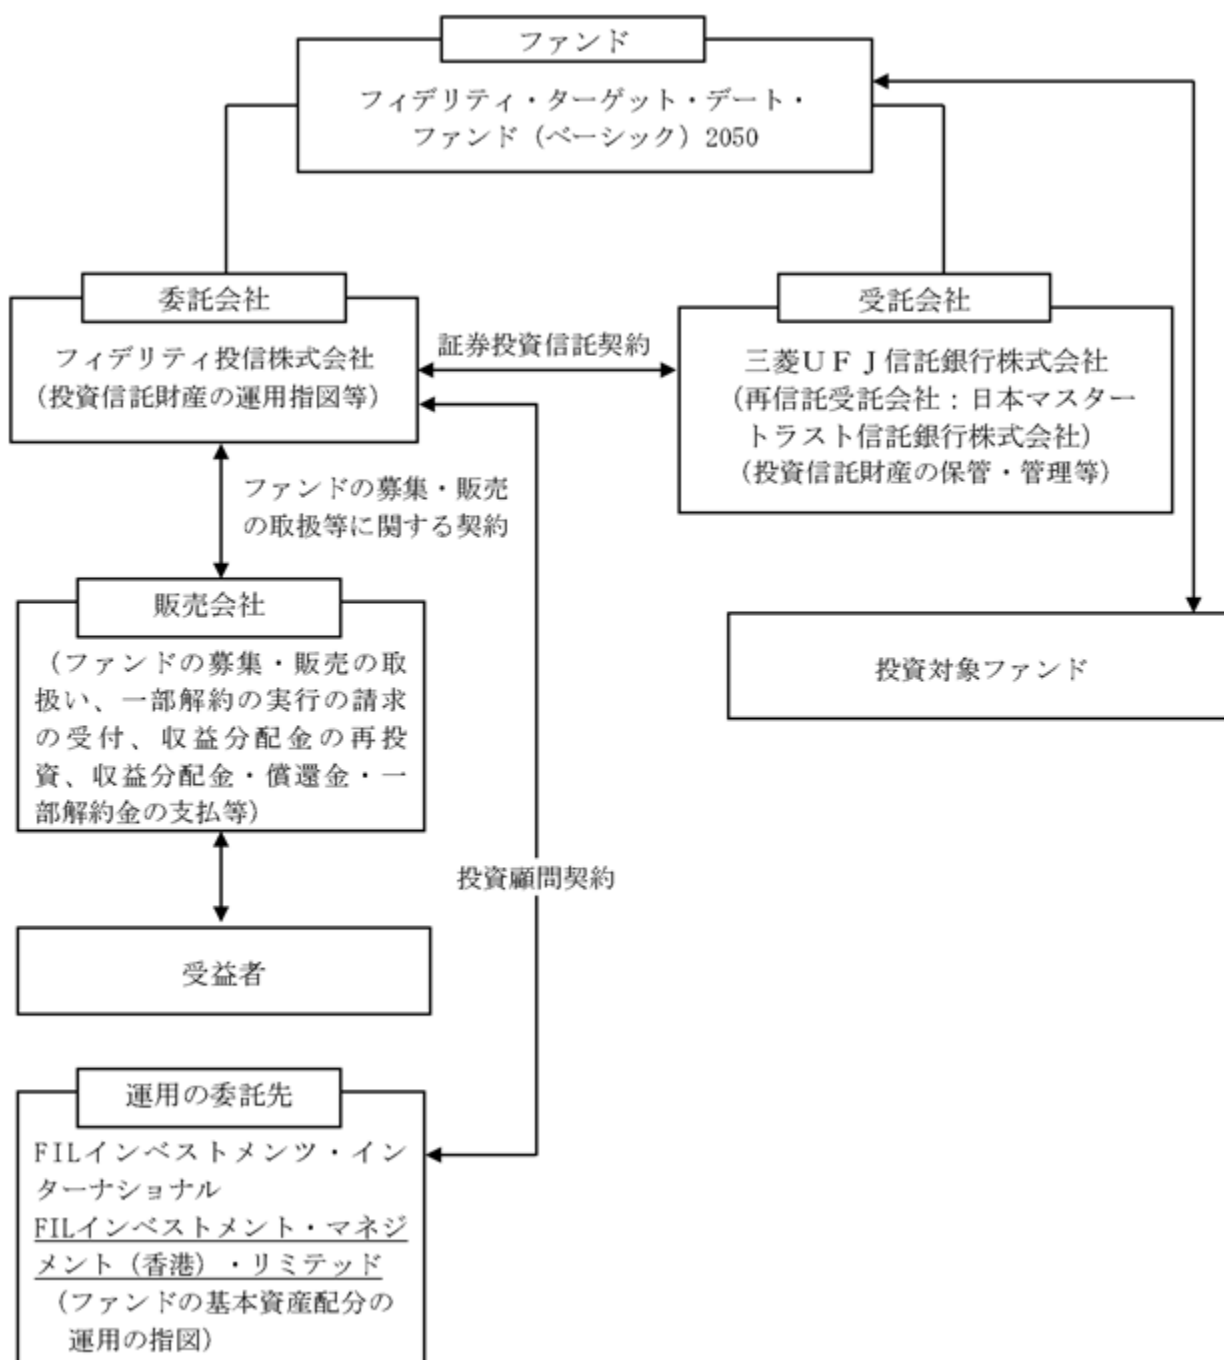 ファンド
フィデリティ・ターゲット・デート・
ファンド（ベーシック）2050
委託会社
フィデリティ投信株式会社
（投資信託財産の運用指図等）
証券投資信託契約
受託会社
三菱ＵＦＪ信託銀行株式会社
（再信託受託会社：日本マスター
トラスト信託銀行株式会社）
（投資信託財産の保管・管理等）
ファンドの募集・販売
の取扱等に関する契約
販売会社
（ファンドの募集・販売の取
扱い、一部解約の実行の請求
の受付、収益分配金の再投
資、収益分配金・償還金・一
部解約金の支払等）
投資対象ファンド
投資顧問契約
受益者
運用の委託先
FILインベストメンツ・イン
ターナショナル
FILインベストメント・マネジ
メント（香港）・リミテッド
（ファンドの基本資産配分の
運用の指図）